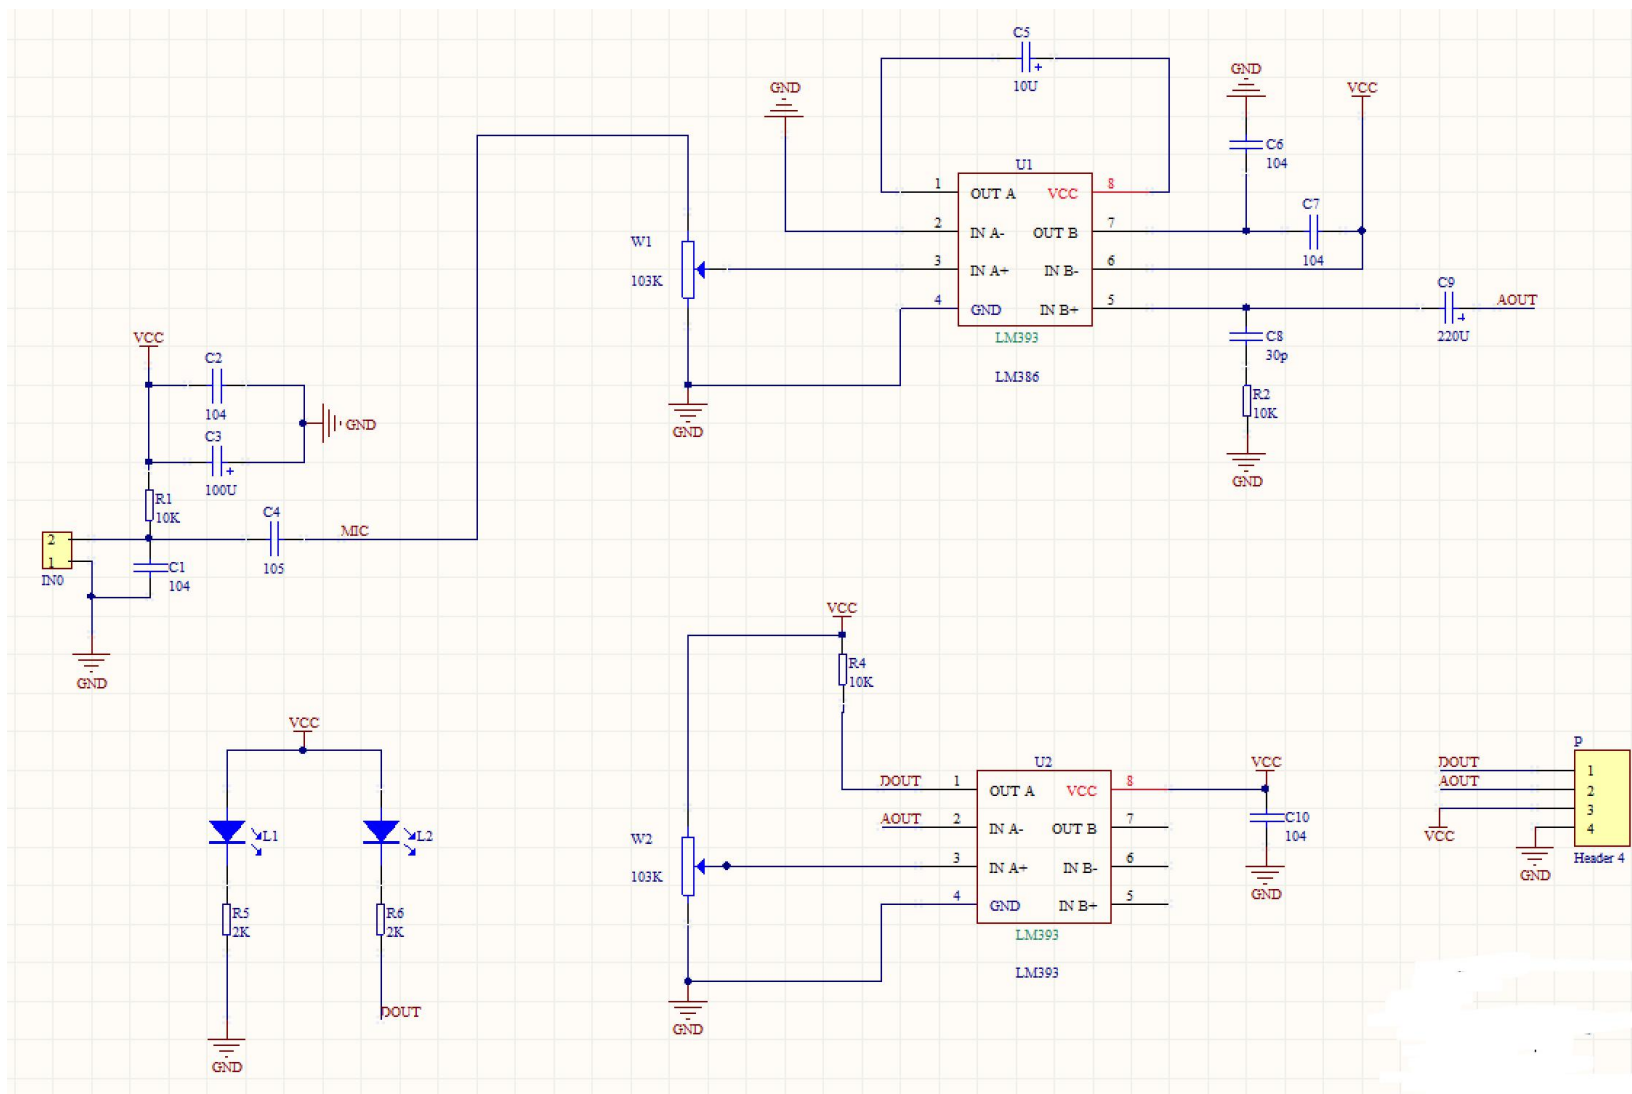 C5
+
10U
GND
GND
VCC
C6
104
U1
1
OUT A
VCC
8
2
IN A-
OUT B
7
3
IN A+
IN B-
6
4
GND
IN B+
5
LM393
LM386
C7
104
C9
+
220U
AOUT
C8
30p
R2
10K
GND
W1
103K
GND
VCC
C2
104
GND
C3
+
100U
R1
10K
C4
105
MIC
2
1
IN0
C1
104
GND
VCC
L1
L2
R5
2K
R6
2K
DOUT
GND
VCC
R4
10K
W2
103K
GND
U2
DOUT
1
OUT A
VCC
8
AOUT
2
IN A-
OUT B
7
3
IN A+
IN B-
6
4
GND
IN B+
5
LM393
LM393
VCC
C10
104
GND
P
DOUT
1
AOUT
2
3
VCC
4
GND
Header 4